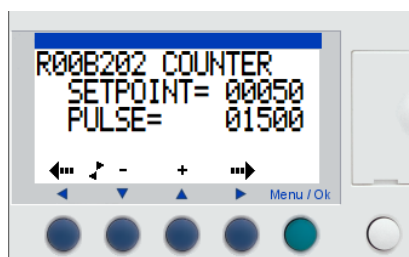 R00B202 COUNTER
SETPOINT= 00050
PULSE= 01500
- +
Menu / Ok